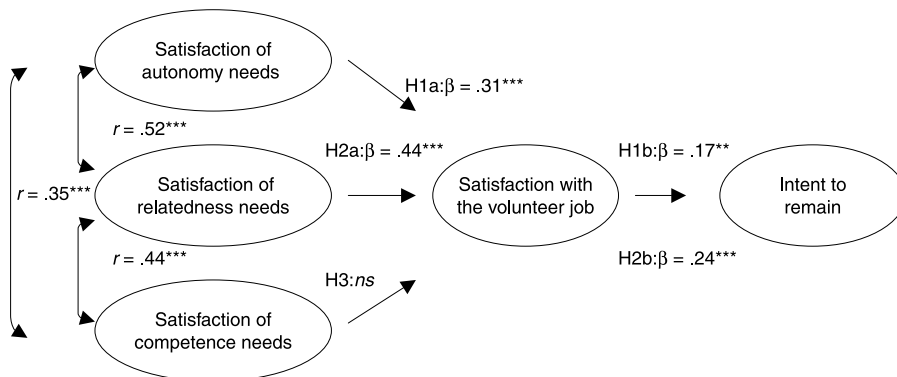 Satisfaction of
autonomy needs
H1a:β = .31***
r = .52***
H2a:β = .44***
H1b:β = .17**
Satisfaction of
relatedness needs
Satisfaction with
the volunteer job
Intent to
remain
r = .35***
r = .44***
H2b:β = .24***
H3:ns
Satisfaction of
competence needs